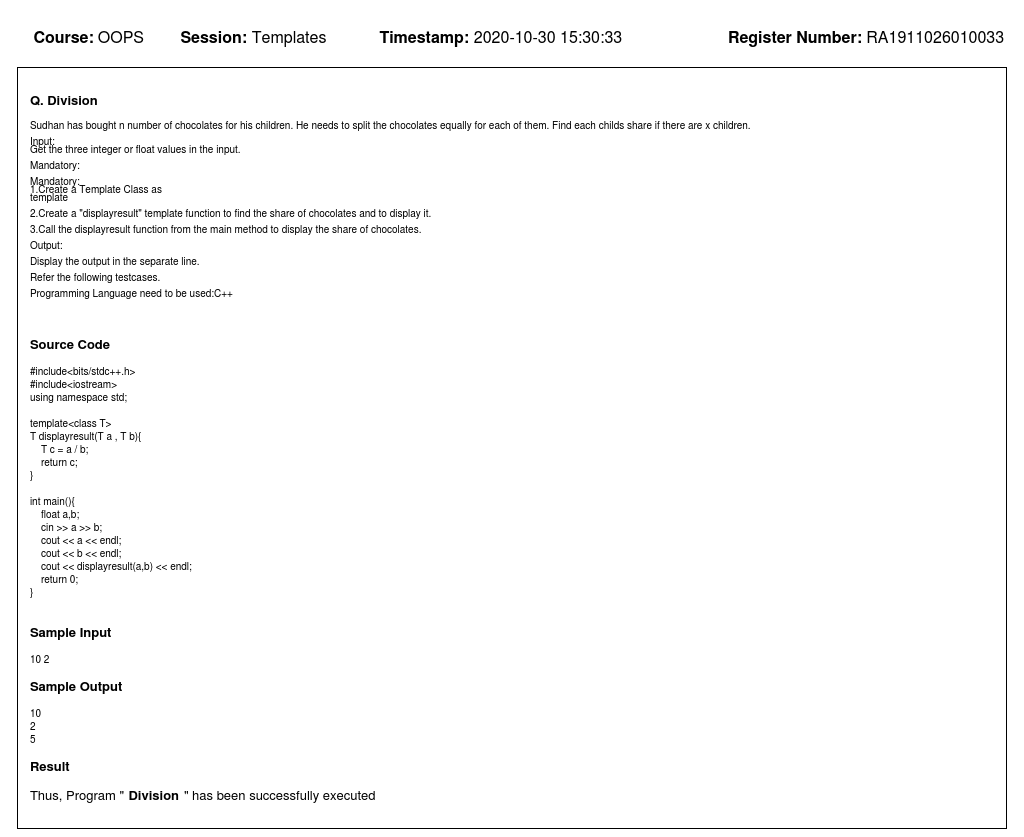 Course: OOPS Session: Templates Timestamp: 2020-10-30 15:30:33 Register Number: RA1911026010033
Q. Division
Sudhan has bought n number of chocolates for his children. He needs to split the chocolates equally for each of them. Find each childs share if there are x children.
Input:
Get the three integer or float values in the input.
Mandatory:
Mandatory:
1.Create a Template Class as
template
2.Create a "displayresult" template function to find the share of chocolates and to display it.
3.Call the displayresult function from the main method to display the share of chocolates.
Output:
Display the output in the separate line.
Refer the following testcases.
Programming Language need to be used:C++
Source Code
#include<bits/stdc++.h>
#include<iostream>
using namespace std;
template<class T>
T displayresult(T a , T b){
T c = a / b;
return c;
}
int main(){
float a,b;
cin >> a >> b;
cout << a << endl;
cout << b << endl;
cout << displayresult(a,b) << endl;
return 0;
}
Sample Input
10 2
Sample Output
10
2
5
Result
Thus, Program " Division " has been successfully executed